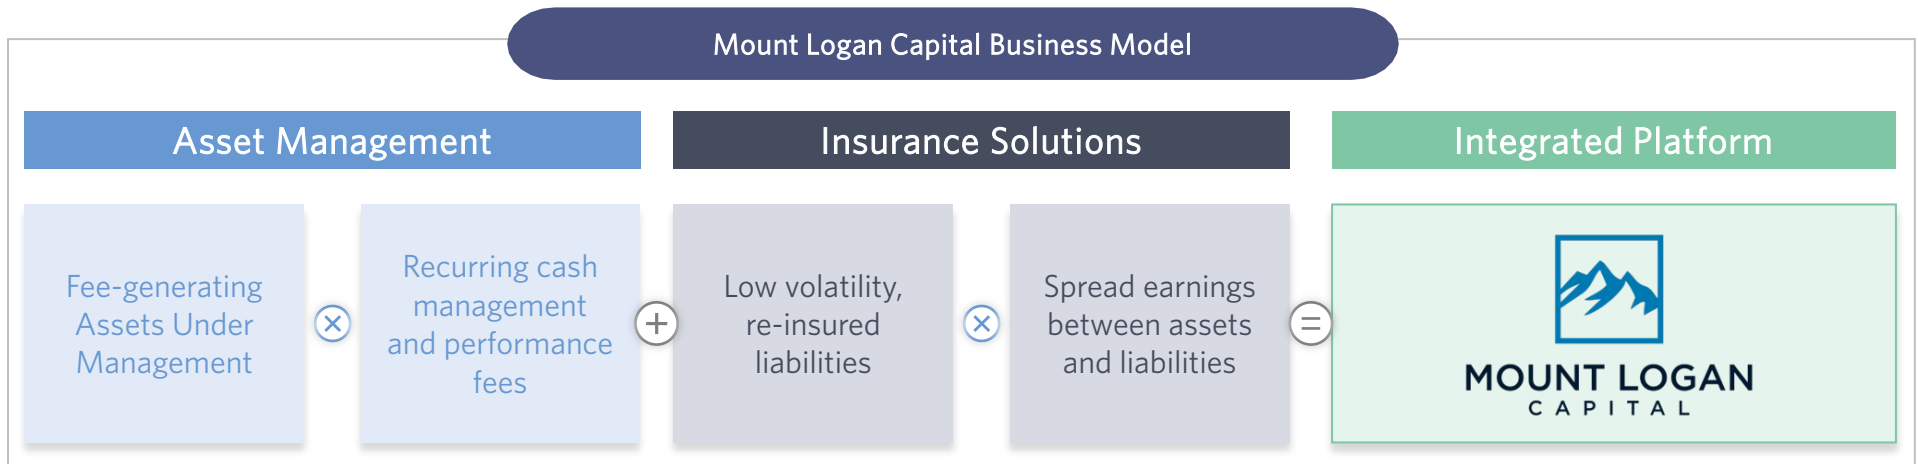 Mount Logan Capital Business Model
Asset Management
Insurance Solutions
Integrated Platform
Fee-generating
Assets Under
Management
×
Recurring cash
management
and performance
fees
+
Low volatility,
re-insured
liabilities
×
Spread earnings
between assets
and liabilities
=
MOUNT LOGAN
CAPITAL